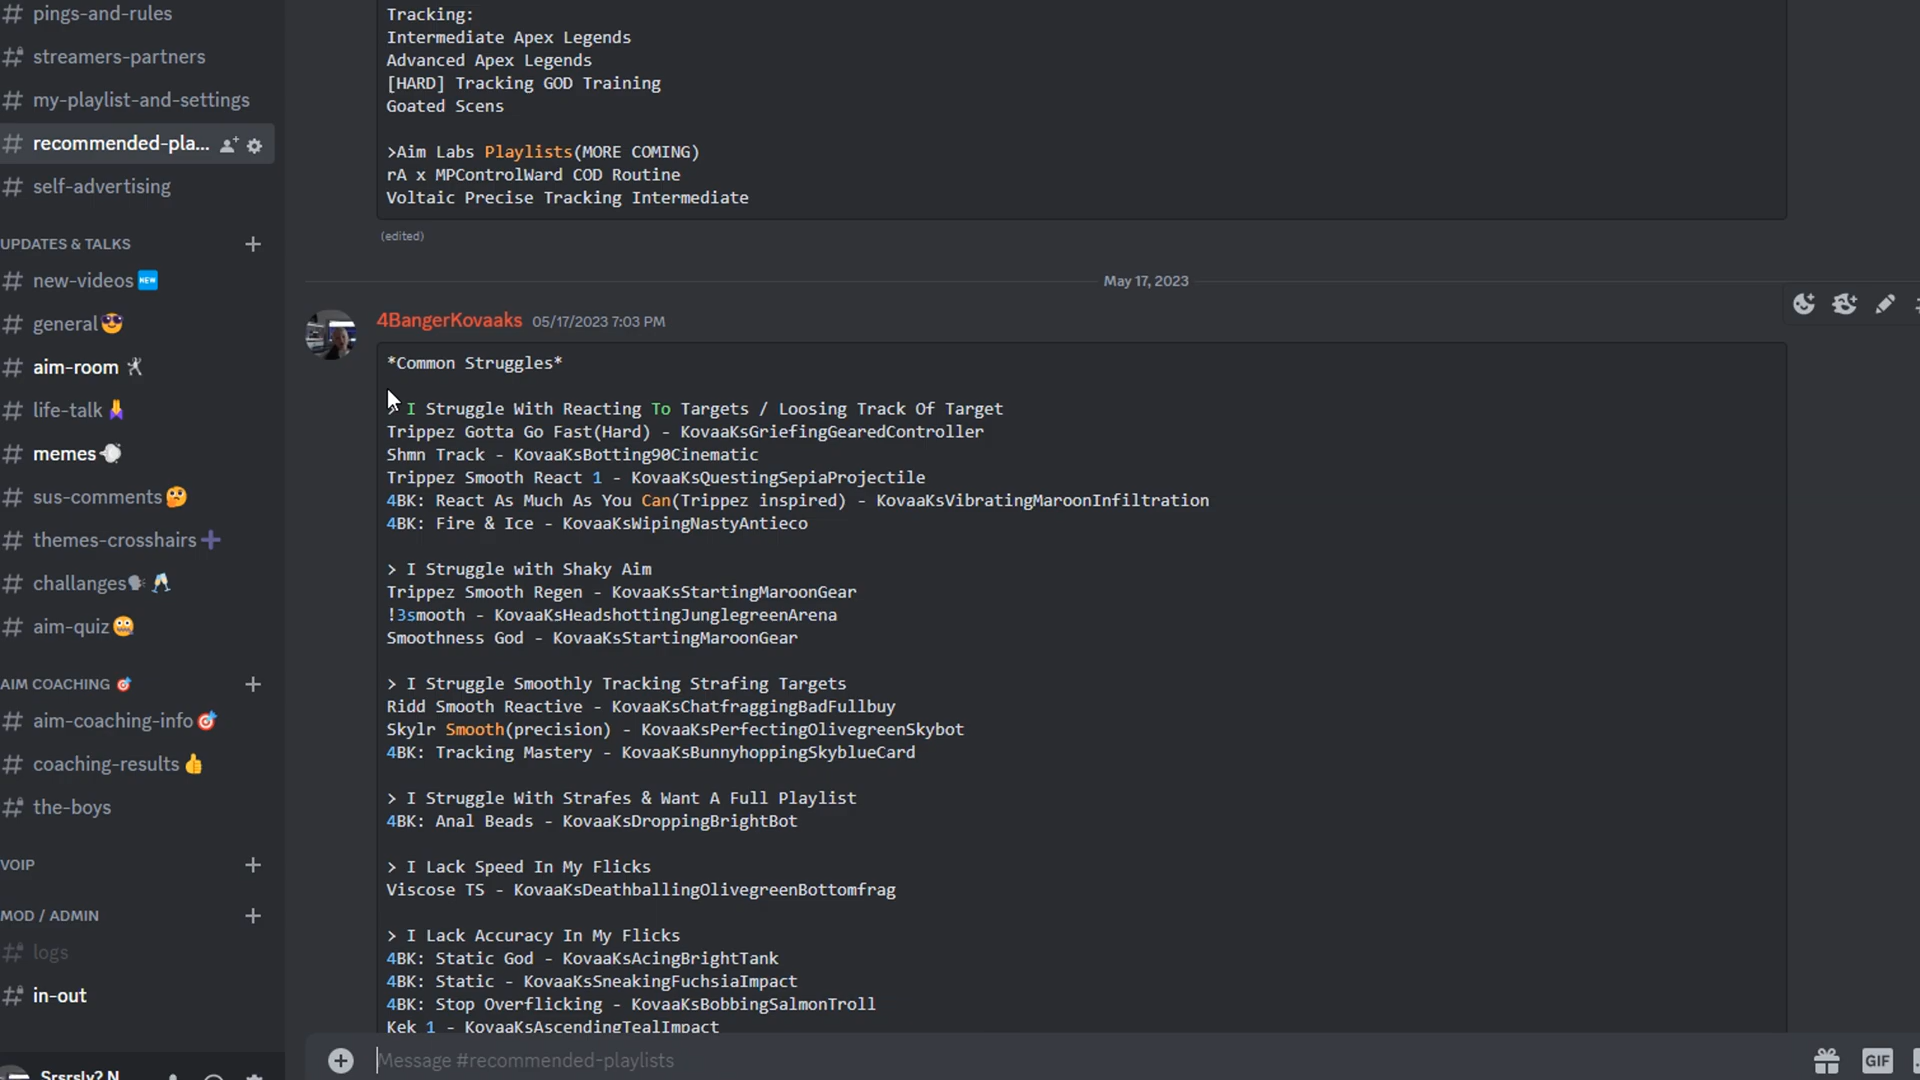 pings-and-rules
streamers-partners
my-playlist-and-settings
recommended-pla...
self-advertising
UPDATES & TALKS
new-videos
NEW
general
aim-room
life-talk
memes
sus-comments
themes-crosshairs
challanges
aim-quiz
AIM COACHING
aim-coaching-info
coaching-results
the-boys
VOIP
MOD / ADMIN
logs
in-out
Tracking:
Intermediate Apex Legends
Advanced Apex Legends
[HARD] Tracking GOD Training
Goated Scens
>Aim Labs Playlists(MORE COMING)
rA x MPControlWard COD Routine
Voltaic Precise Tracking Intermediate
(edited)
May 17, 2023
4BangerKovaaks 05/17/2023 7:03 PM
*Common Struggles*
> I Struggle With Reacting To Targets / Loosing Track Of Target
Trippez Gotta Go Fast(Hard) - KovaaKsGriefingGearedController
Shmn Track - KovaaKsBotting90Cinematic
Trippez Smooth React 1 - KovaaKsQuestingSepiaProjectile
4BK: React As Much As You Can(Trippez inspired) - KovaaKsVibratingMaroonInfiltration
4BK: Fire & Ice - KovaaKsWipingNastyAntieco
> I Struggle with Shaky Aim
Trippez Smooth Regen - KovaaKsStartingMaroonGear
!3smooth - KovaaKsHeadshottingJunglegreenArena
Smoothness God - KovaaKsStartingMaroonGear
> I Struggle Smoothly Tracking Strafing Targets
Ridd Smooth Reactive - KovaaKsChatfraggingBadFullbuy
Skylr Smooth(precision) - KovaaKsPerfectingOlivegreenSkybot
4BK: Tracking Mastery - KovaaKsBunnyhoppingSkyblueCard
> I Struggle With Strafes & Want A Full Playlist
4BK: Anal Beads - KovaaKsDroppingBrightBot
> I Lack Speed In My Flicks
Viscose TS - KovaaKsDeathballingOlivegreenBottomfrag
> I Lack Accuracy In My Flicks
4BK: Static God - KovaaKsAcingBrightTank
4BK: Static - KovaaKsSneakingFuchsiaImpact
4BK: Stop Overflicking - KovaaKsBobbingSalmonTroll
Kek 1 - KovaaKsAscendingTealImpact
Message #recommended-playlists
GIF
Srsrsly? N